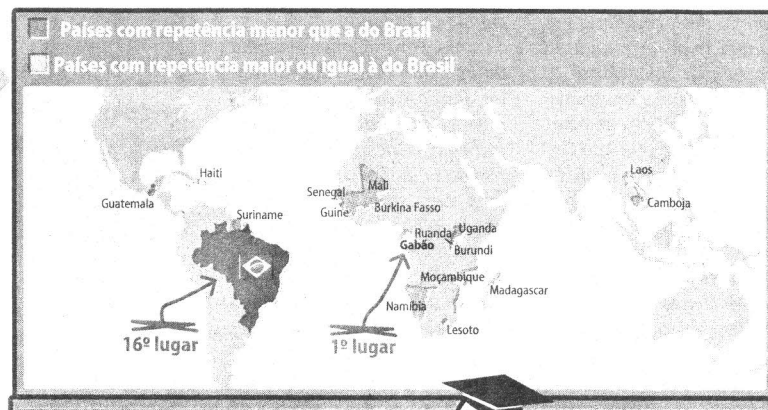 Países com repetência menor que a do Brasil
Países com repetência maior ou igual à do Brasil
Haiti
Guatemala
Suriname
Senegal
Mali
Guiné
Burkina Fasso
Ruanda
Uganda
Gabão
Burundi
Moçambique
Madagascar
Namíbia
Lesoto
Laos
Camboja
16º lugar
1º lugar